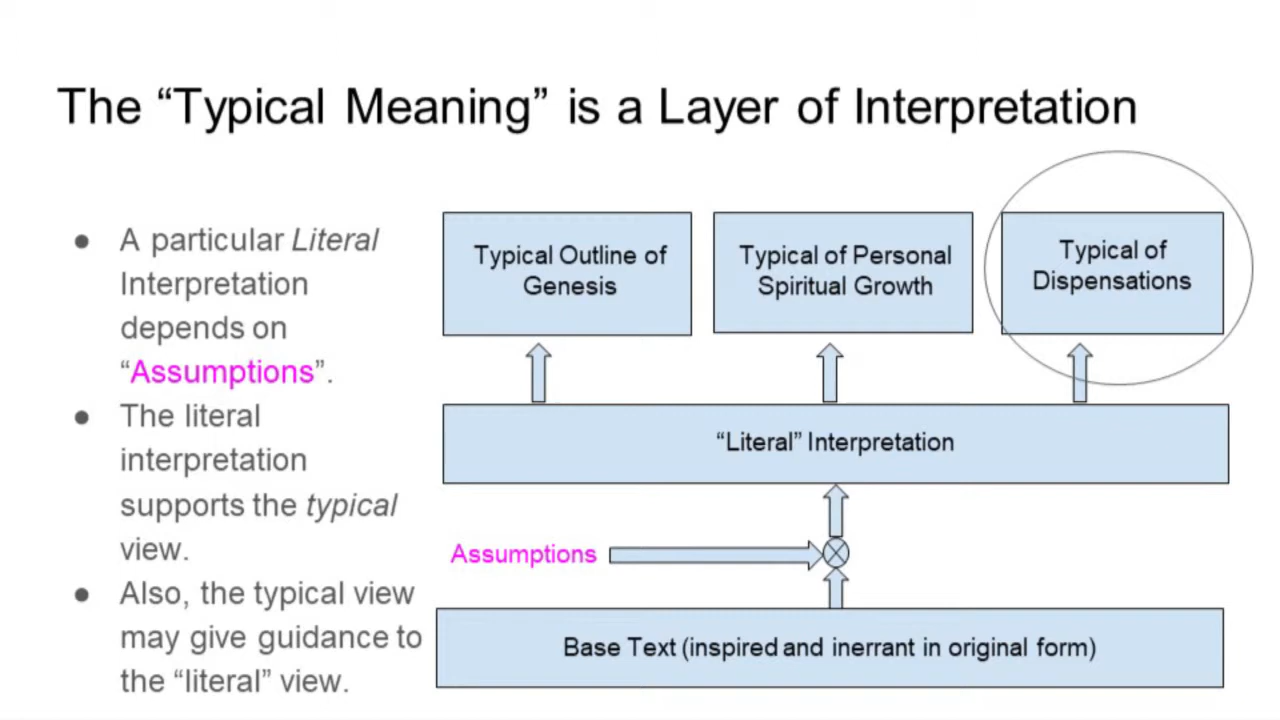 The “Typical Meaning” is a Layer of Interpretation
● A particular Literal
Interpretation
depends on
“Assumptions”.
● The literal
interpretation
supports the typical
view.
● Also, the typical view
may give guidance to
the “literal” view.
Typical Outline of
Genesis
Typical of Personal
Spiritual Growth
Typical of
Dispensations
“Literal” Interpretation
Assumptions
Base Text (inspired and inerrant in original form)